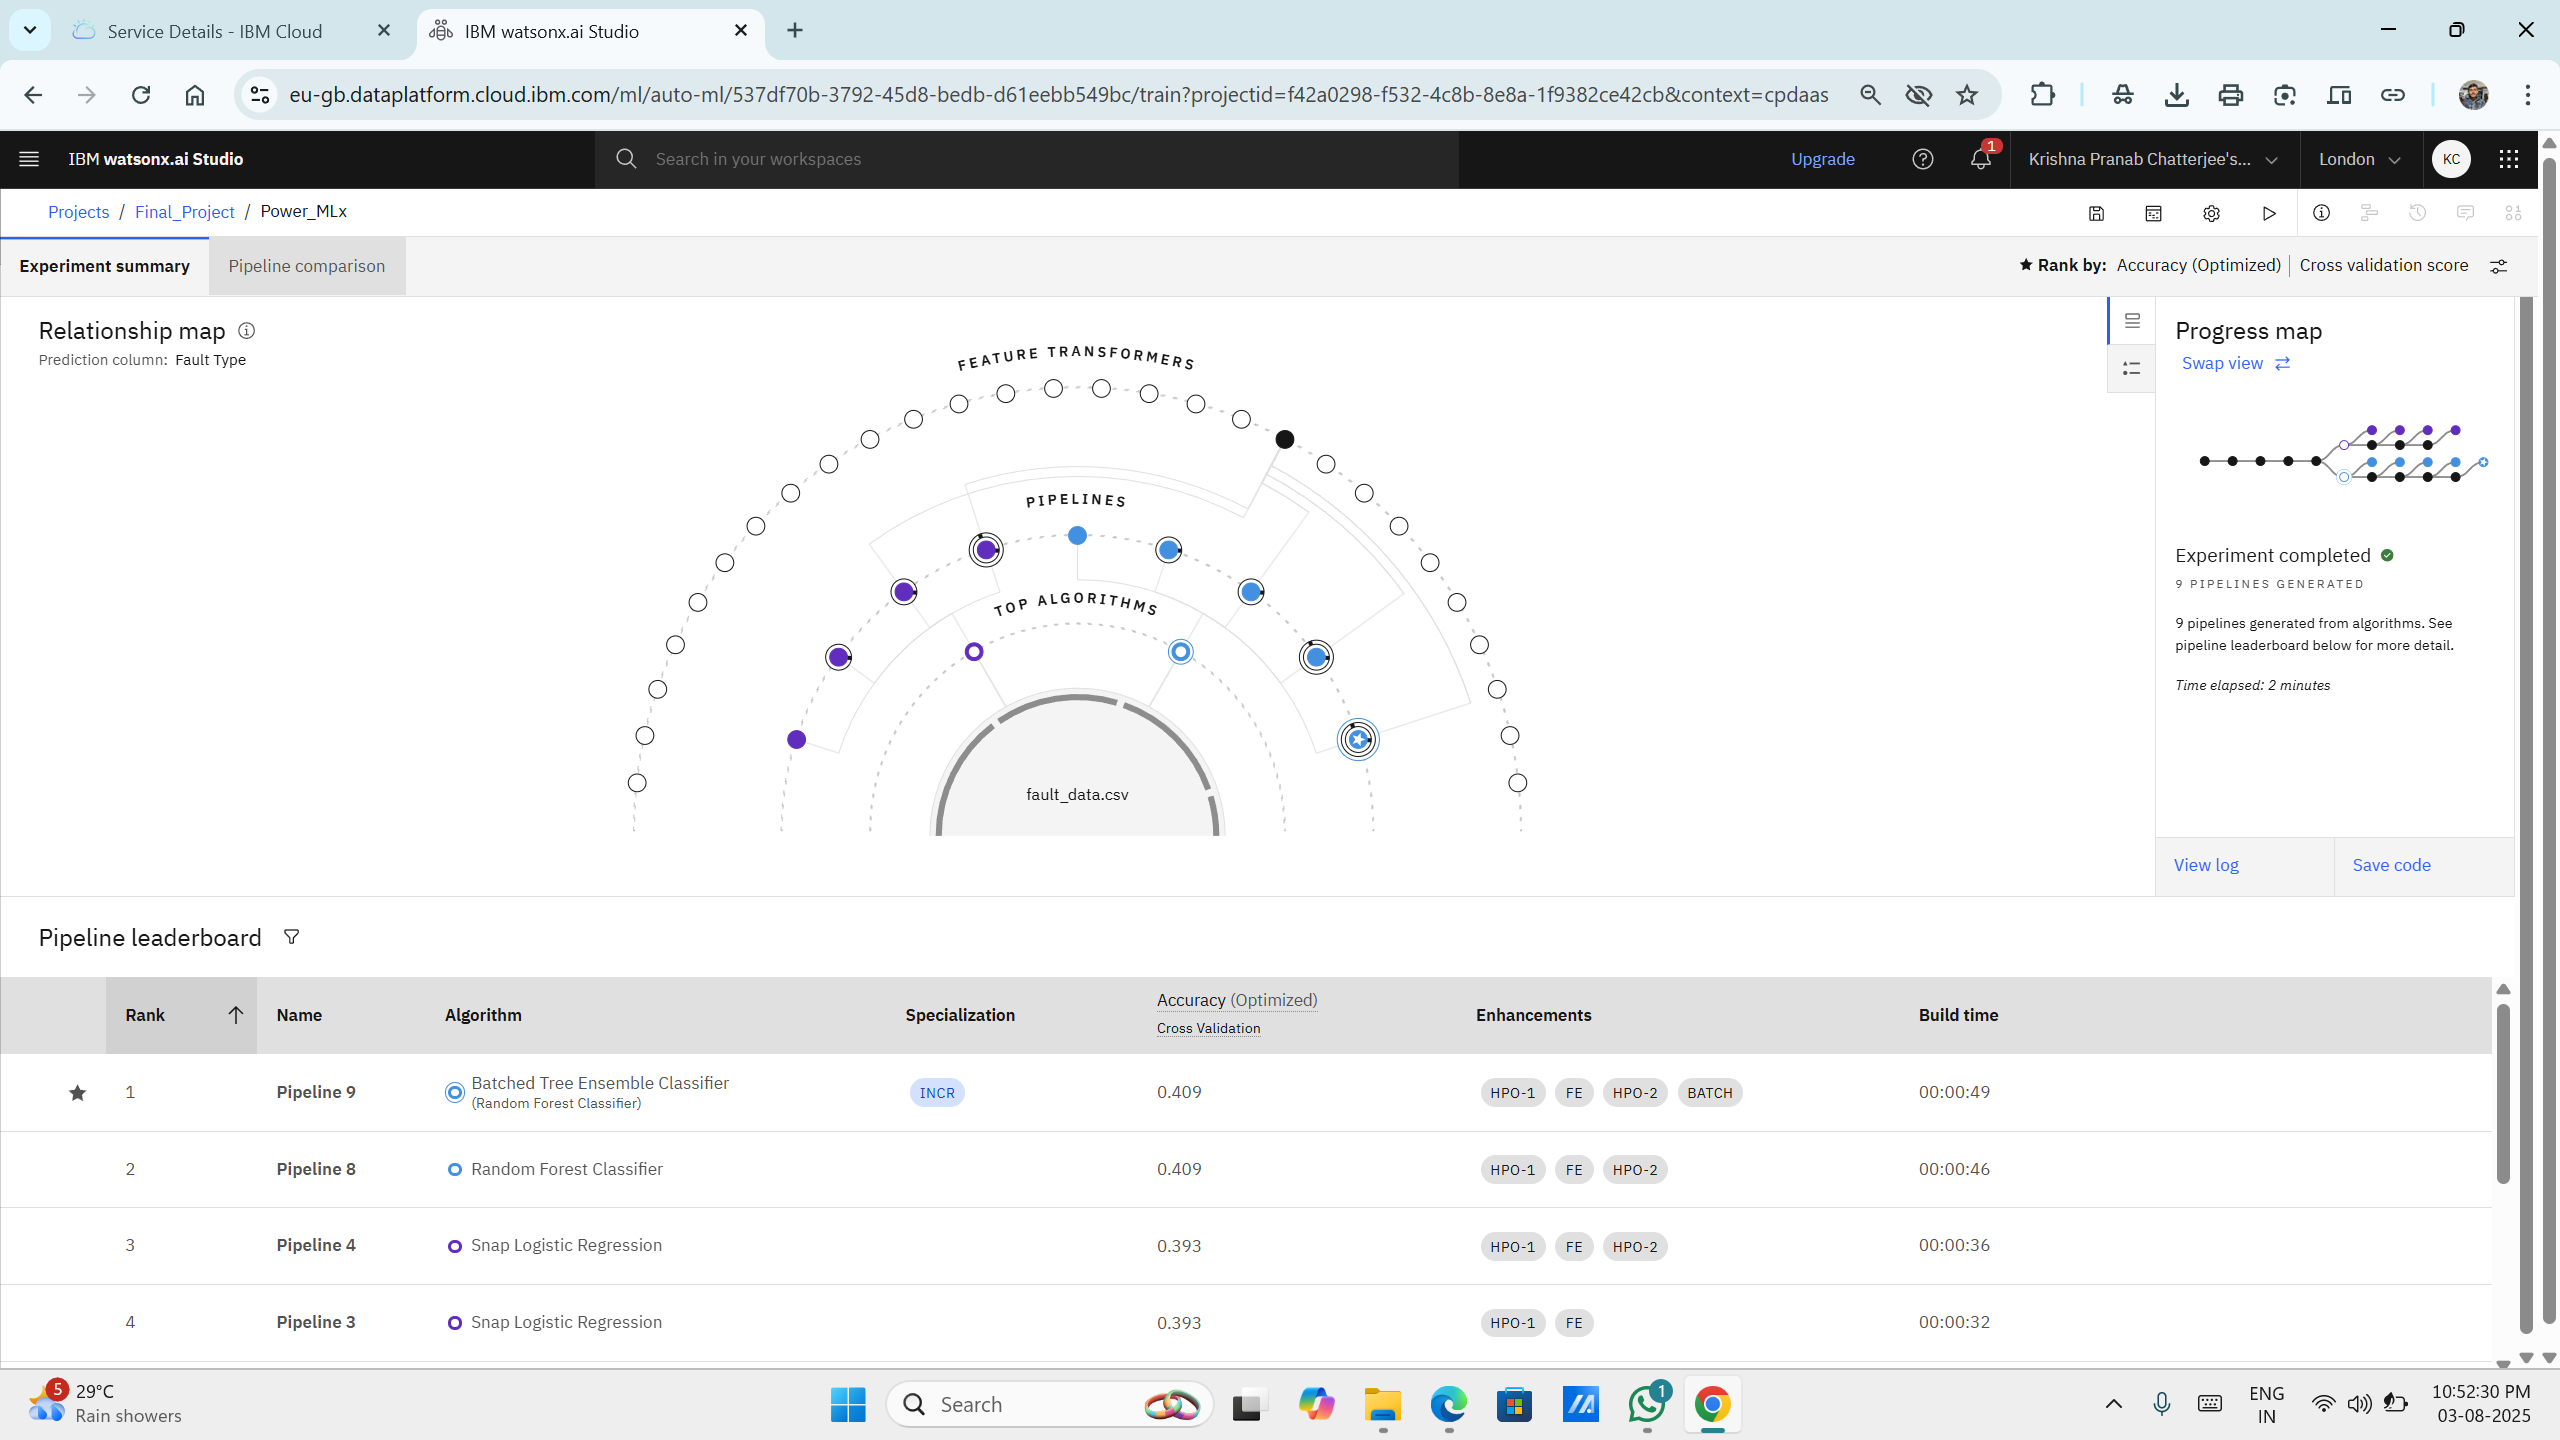 Service Details - IBM Cloud
IBM watsonx.ai Studio
eu-gb.dataplatform.cloud.ibm.com/ml/auto-ml/537df70b-3792-45d8-bedb-d61eebb549bc/train?projectid=f42a0298-f532-4c8b-8e8a-1f9382ce42cb&context=cpdaas
IBM watsonx.ai Studio
Search in your workspaces
Upgrade
1
Krishna Pranab Chatterjee's...
London
KC
Projects / Final_Project / Power_MLx
Experiment summary
Pipeline comparison
Rank by: Accuracy (Optimized) | Cross validation score
Relationship map
Prediction column: Fault Type
FEATURE TRANSFORMERS
PIPELINES
TOP ALGORITHMS
fault_data.csv
Progress map
Swap view
Experiment completed
9 PIPELINES GENERATED
9 pipelines generated from algorithms. See
pipeline leaderboard below for more detail.
Time elapsed: 2 minutes
View log
Save code
Pipeline leaderboard
Rank Name Algorithm Specialization Accuracy (Optimized) Enhancements Build time
Cross Validation
1 Pipeline 9 Batched Tree Ensemble Classifier INCR 0.409 HPO-1 FE HPO-2 BATCH 00:00:49
(Random Forest Classifier)
2 Pipeline 8 Random Forest Classifier 0.409 HPO-1 FE HPO-2 00:00:46
3 Pipeline 4 Snap Logistic Regression 0.393 HPO-1 FE HPO-2 00:00:36
4 Pipeline 3 Snap Logistic Regression 0.393 HPO-1 FE 00:00:32
5
29°C
Rain showers
Search
1
ENG
IN
10:52:30 PM
03-08-2025